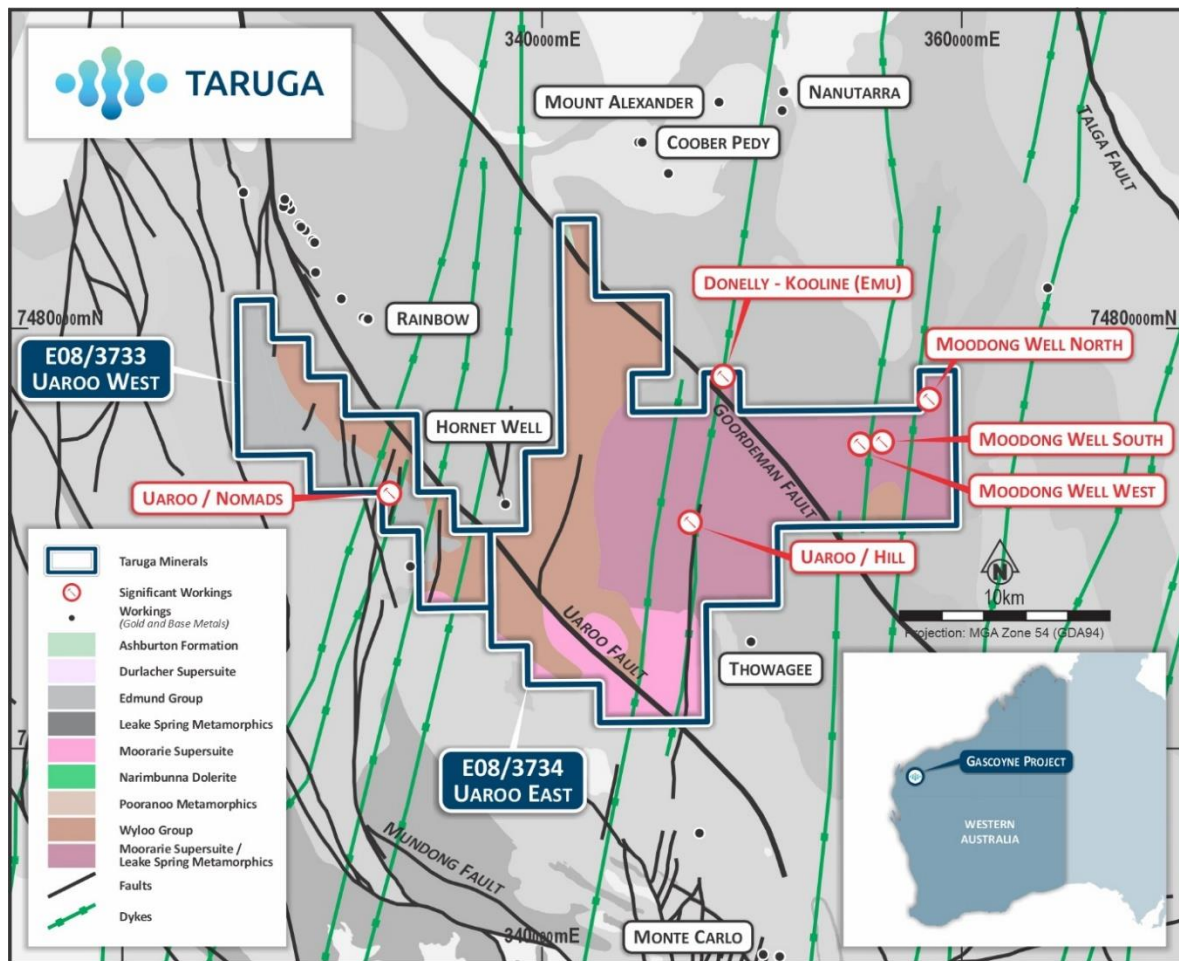 340000mE
360000mE
TARUGA
MOUNT ALEXANDER
NANUTARRA
COOBER PEDY
TALGA FAULT
DONELLY - KOOLINE (EMU)
7480000mN
7480000mN
RAINBOW
MOODONG WELL NORTH
E08/3733
UAROO WEST
HORNET WELL
GOORDEMAN FAULT
MOODONG WELL SOUTH
MOODONG WELL WEST
UAROO / NOMADS
UAROO / HILL
N
10km
Projection: MGA Zone 54 (GDA94)
UAROO FAULT
THOWAGEE
E08/3734
UAROO EAST
MUNDONG FAULT
340000mE
MONTE CARLO
Taruga Minerals
Significant Workings
Workings
(Gold and Base Metals)
Ashburton Formation
Durlacher Supersuite
Edmund Group
Leake Spring Metamorphics
Moorarie Supersuite
Narimbunna Dolerite
Pooranoo Metamorphics
Wyloo Group
Moorarie Supersuite /
Leake Spring Metamorphics
Faults
Dykes
GASCOYNE PROJECT
WESTERN
AUSTRALIA